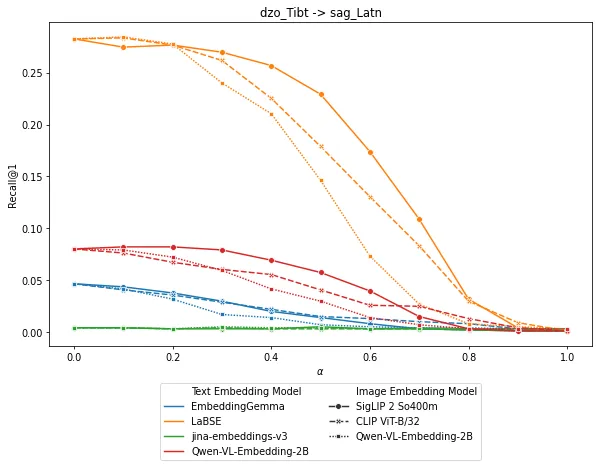 dzo_Tibt -> sag_Latn
Recall@1
0.25
0.20
0.15
0.10
0.05
0.00
0.0 0.2 0.4 0.6 0.8 1.0
α
Text Embedding Model Image Embedding Model
EmbeddingGemma SigLIP 2 So400m
LaBSE CLIP ViT-B/32
jina-embeddings-v3 Qwen-VL-Embedding-2B
Qwen-VL-Embedding-2B